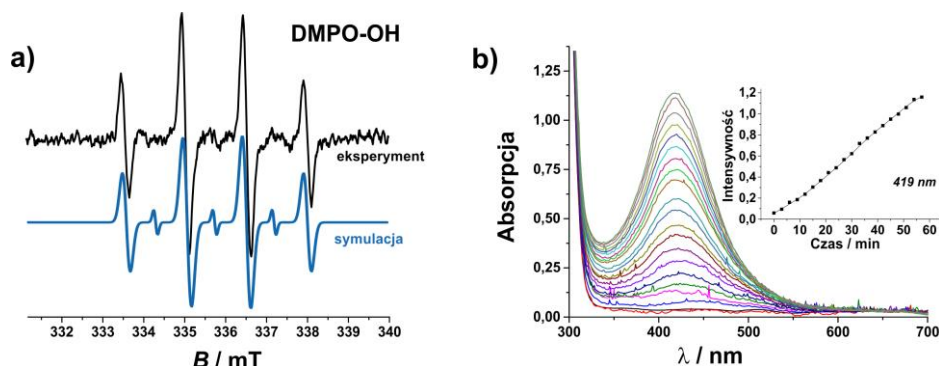 a)
DMPO-OH
eksperyment
symulacja
332 333 334 335 336 337 338 339 340
B / mT
b)
Absorpcja
1,25
1,00
0,75
0,50
0,25
0,00
300 400 500 600 700
λ / nm
Intensywność
1,2
1,0
0,8
0,6
0,4
0,2
0,0
419 nm
0 10 20 30 40 50 60
Czas / min